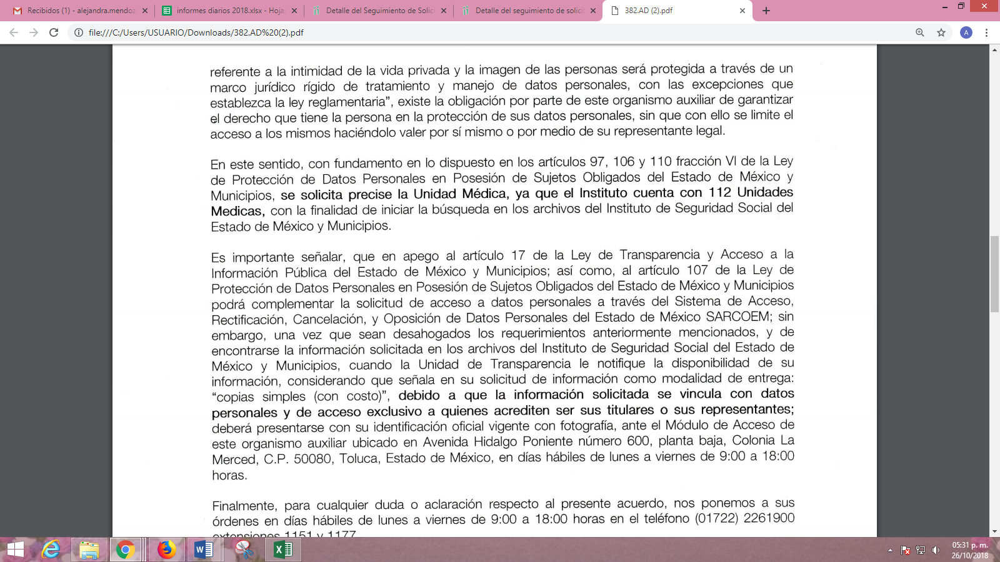 Recibidos (1) - alejandra.mendoz
informes diarios 2018.xlsx - Hoja
Detalle del Seguimiento de Solic
Detalle del seguimiento de solicit
382.AD (2).pdf
file:///C:/Users/USUARIO/Downloads/382.AD%20(2).pdf
A
referente a la intimidad de la vida privada y la imagen de las personas será protegida a través de un
marco jurídico rígido de tratamiento y manejo de datos personales, con las excepciones que
establezca la ley reglamentaria”, existe la obligación por parte de este organismo auxiliar de garantizar
el derecho que tiene la persona en la protección de sus datos personales, sin que con ello se limite el
acceso a los mismos haciéndolo valer por sí mismo o por medio de su representante legal.
En este sentido, con fundamento en lo dispuesto en los artículos 97, 106 y 110 fracción VI de la Ley
de Protección de Datos Personales en Posesión de Sujetos Obligados del Estado de México y
Municipios, se solicita precise la Unidad Médica, ya que el Instituto cuenta con 112 Unidades
Medicas, con la finalidad de iniciar la búsqueda en los archivos del Instituto de Seguridad Social del
Estado de México y Municipios.
Es importante señalar, que en apego al artículo 17 de la Ley de Transparencia y Acceso a la
Información Pública del Estado de México y Municipios; así como, al artículo 107 de la Ley de
Protección de Datos Personales en Posesión de Sujetos Obligados del Estado de México y Municipios
podrá complementar la solicitud de acceso a datos personales a través del Sistema de Acceso,
Rectificación, Cancelación, y Oposición de Datos Personales del Estado de México SARCOEM; sin
embargo, una vez que sean desahogados los requerimientos anteriormente mencionados, y de
encontrarse la información solicitada en los archivos del Instituto de Seguridad Social del Estado de
México y Municipios, cuando la Unidad de Transparencia le notifique la disponibilidad de su
información, considerando que señala en su solicitud de información como modalidad de entrega:
“copias simples (con costo)”, debido a que la información solicitada se vincula con datos
personales y de acceso exclusivo a quienes acrediten ser sus titulares o sus representantes;
deberá presentarse con su identificación oficial vigente con fotografía, ante el Módulo de Acceso de
este organismo auxiliar ubicado en Avenida Hidalgo Poniente número 600, planta baja, Colonia La
Merced, C.P. 50080, Toluca, Estado de México, en días hábiles de lunes a viernes de 9:00 a 18:00
horas.
Finalmente, para cualquier duda o aclaración respecto al presente acuerdo, nos ponemos a sus
órdenes en días hábiles de lunes a viernes de 9:00 a 18:00 horas en el teléfono (01722) 2261900
extensiones 1151 y 1177
05:31 p. m.
26/10/2018